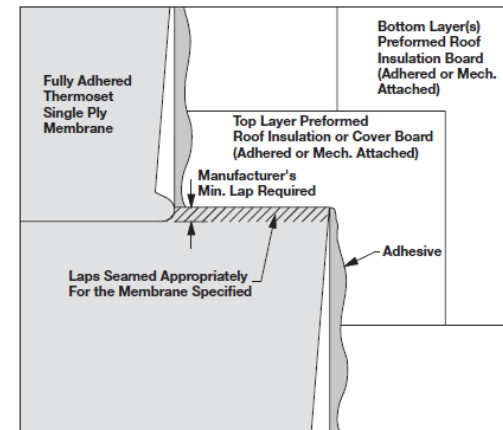 Bottom Layer(s)
Preformed Roof
Insulation Board
(Adhered or Mech.
Attached)
Fully Adhered
Thermoset
Single Ply
Membrane
Top Layer Preformed
Roof Insulation or Cover Board
(Adhered or Mech. Attached)
Manufacturer's
Min. Lap Required
Adhesive
Laps Seamed Appropriately
For the Membrane Specified